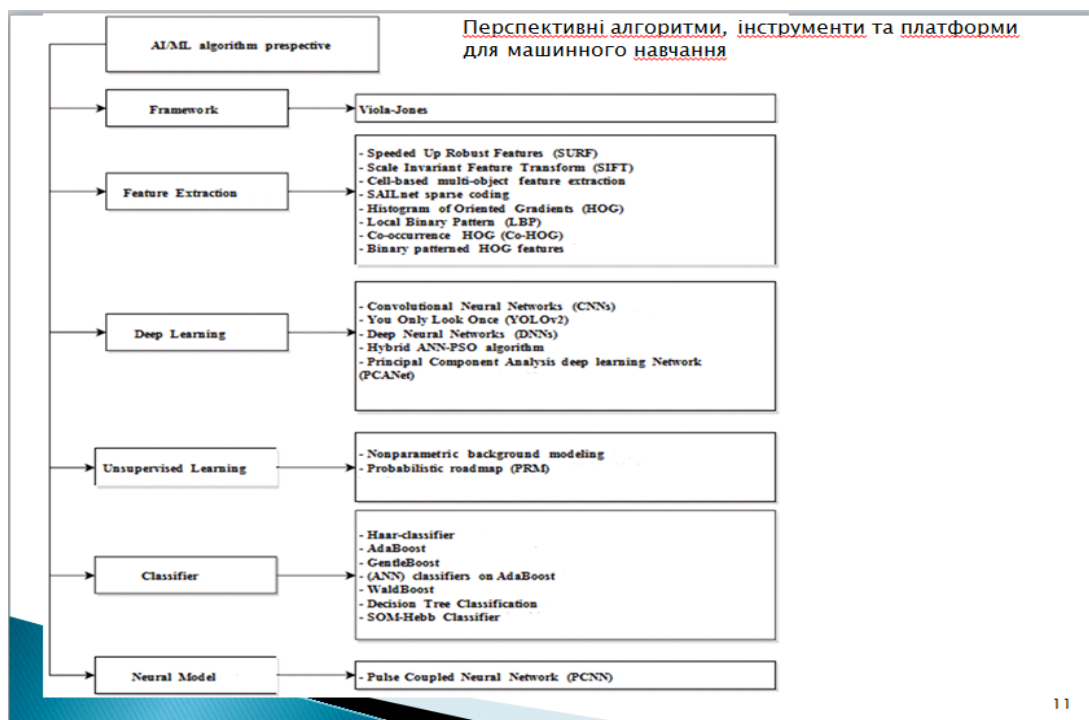 Перспективні алгоритми, інструменти та платформи
для машинного навчання
AI/ML algorithm prespective
Framework
Viola-Jones
Feature Extraction
- Speeded Up Robust Features (SURF)
- Scale Invariant Feature Transform (SIFT)
- Cell-based multi-object feature extraction
- SAILnet sparse coding
- Histogram of Oriented Gradients (HOG)
- Local Binary Pattern (LBP)
- Co-occurrence HOG (Co-HOG)
- Binary patterned HOG features
Deep Learning
- Convolutional Neural Networks (CNNs)
- You Only Look Once (YOLOv2)
- Deep Neural Networks (DNNs)
- Hybrid ANN-PSO algorithm
- Principal Component Analysis deep learning Network
(PCANet)
Unsupervised Learning
- Nonparametric background modeling
- Probabilistic roadmap (PRM)
Classifier
- Haar-classifier
- AdaBoost
- GentleBoost
- (ANN) classifiers on AdaBoost
- WaldBoost
- Decision Tree Classification
- SOM-Hebb Classifier
Neural Model
- Pulse Coupled Neural Network (PCNN)
11